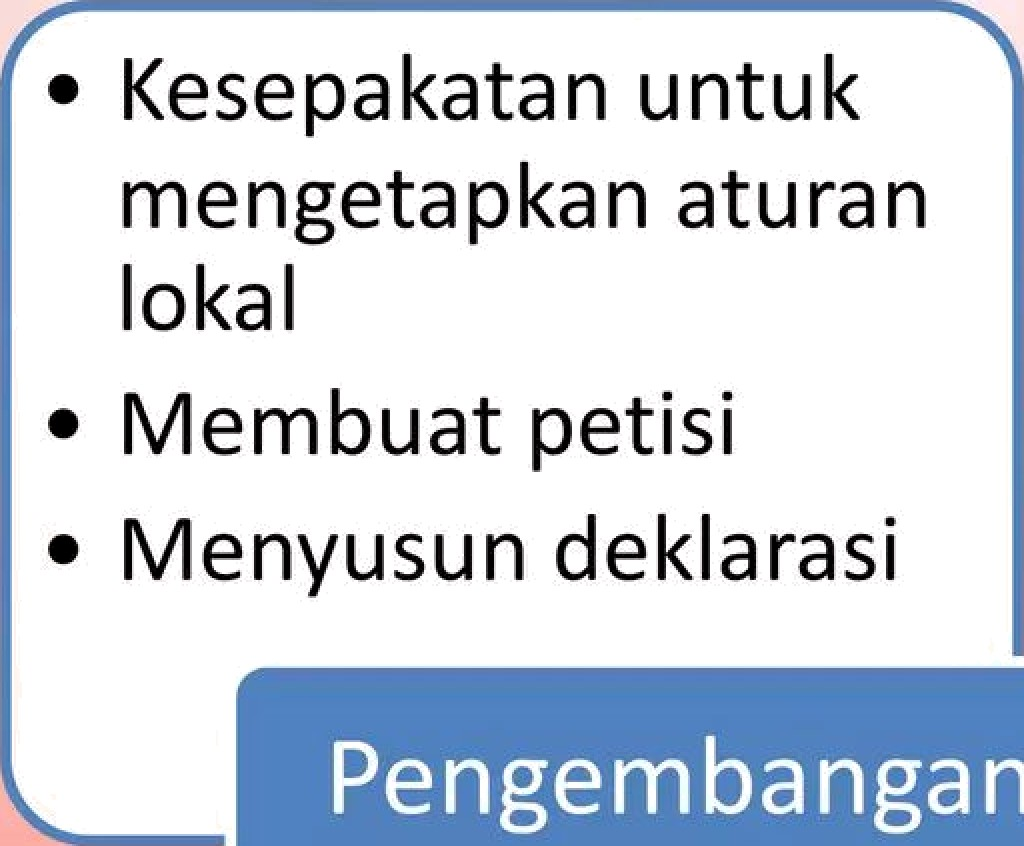 • Kesepakatan untuk
mengetapkan aturan
lokal
• Membuat petisi
• Menyusun deklarasi
Pengembangan